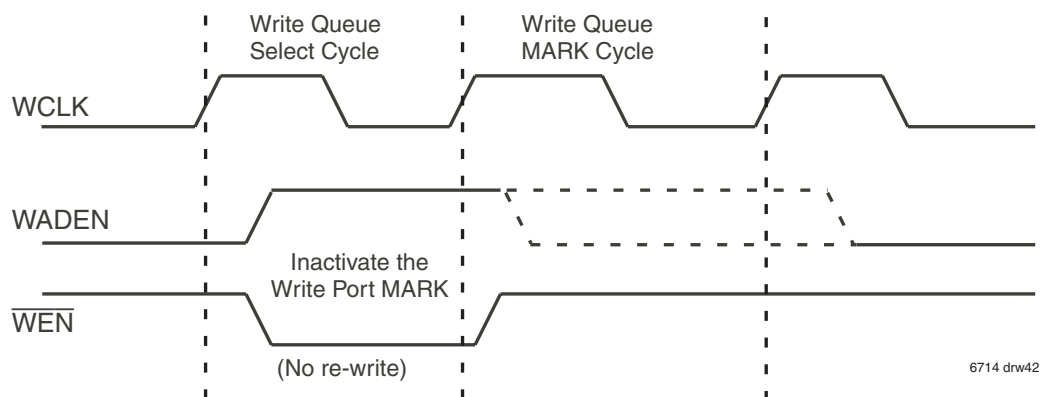 Write Queue
Select Cycle
Write Queue
MARK Cycle
WCLK
WADEN
Inactivate the
Write Port MARK
WEN
(No re-write)
6714 drw42